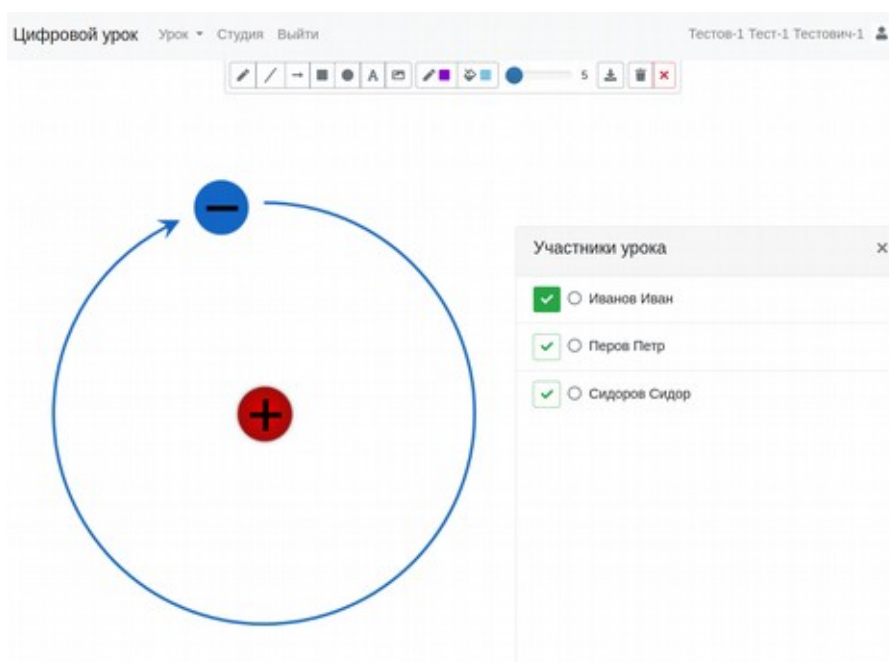 Цифровой урок Урок Студия Выйти Тестов-1 Тест-1 Тестович-1
A 5
Участники урока
Иванов Иван
Перов Петр
Сидоров Сидор